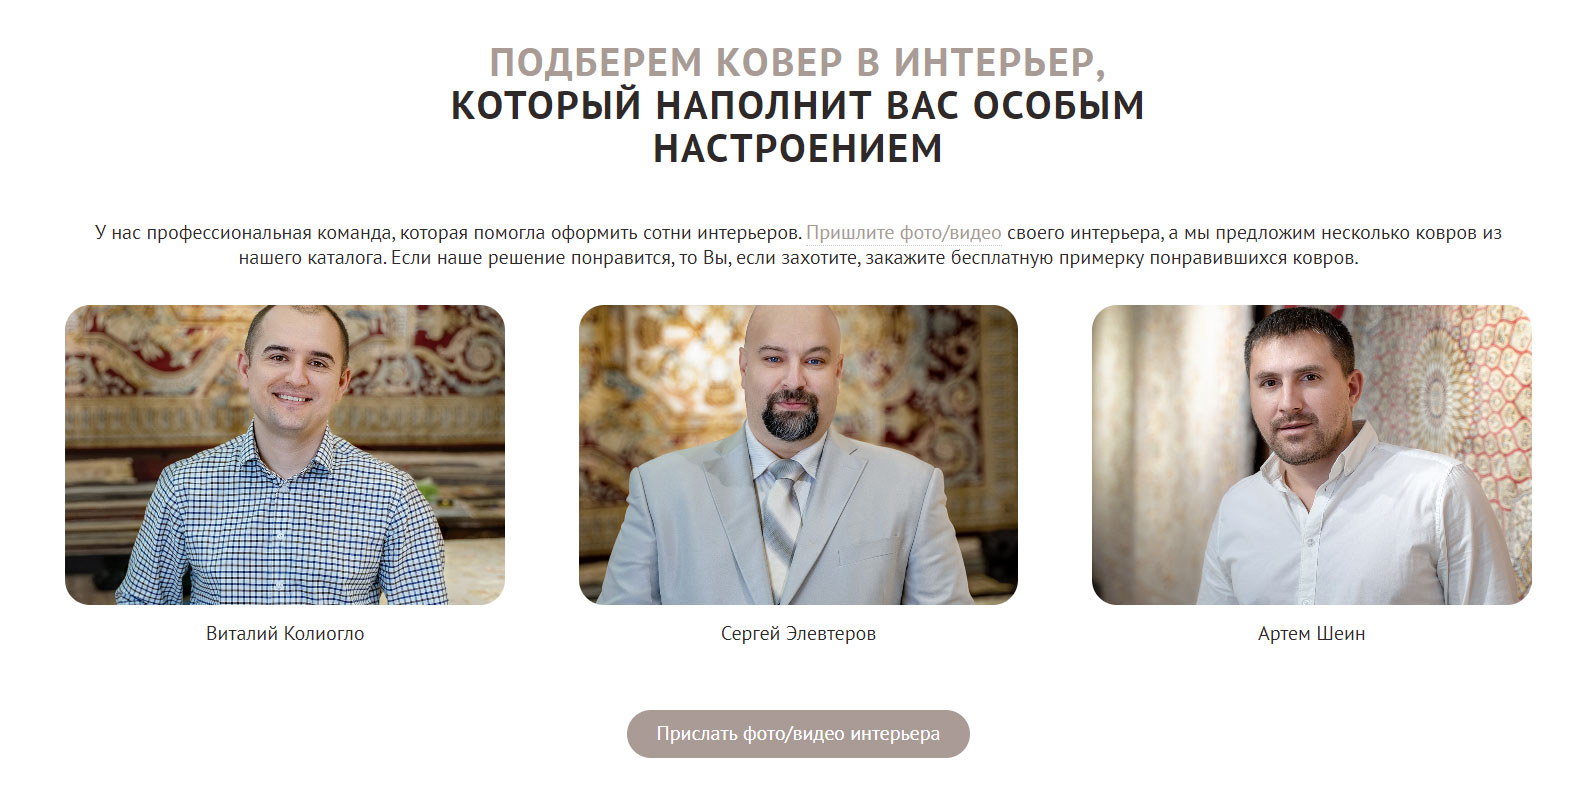 ПОДБЕРЕМ КОВЕР В ИНТЕРЬЕР,
КОТОРЫЙ НАПОЛНИТ ВАС ОСОБЫМ
НАСТРОЕНИЕМ
У нас профессиональная команда, которая помогла оформить сотни интерьеров. Пришлите фото/видео своего интерьера, а мы предложим несколько ковров из
нашего каталога. Если наше решение понравится, то Вы, если захотите, закажите бесплатную примерку понравившихся ковров.
Виталий Колиогло
Сергей Элевтеров
Артем Шеин
Прислать фото/видео интерьера